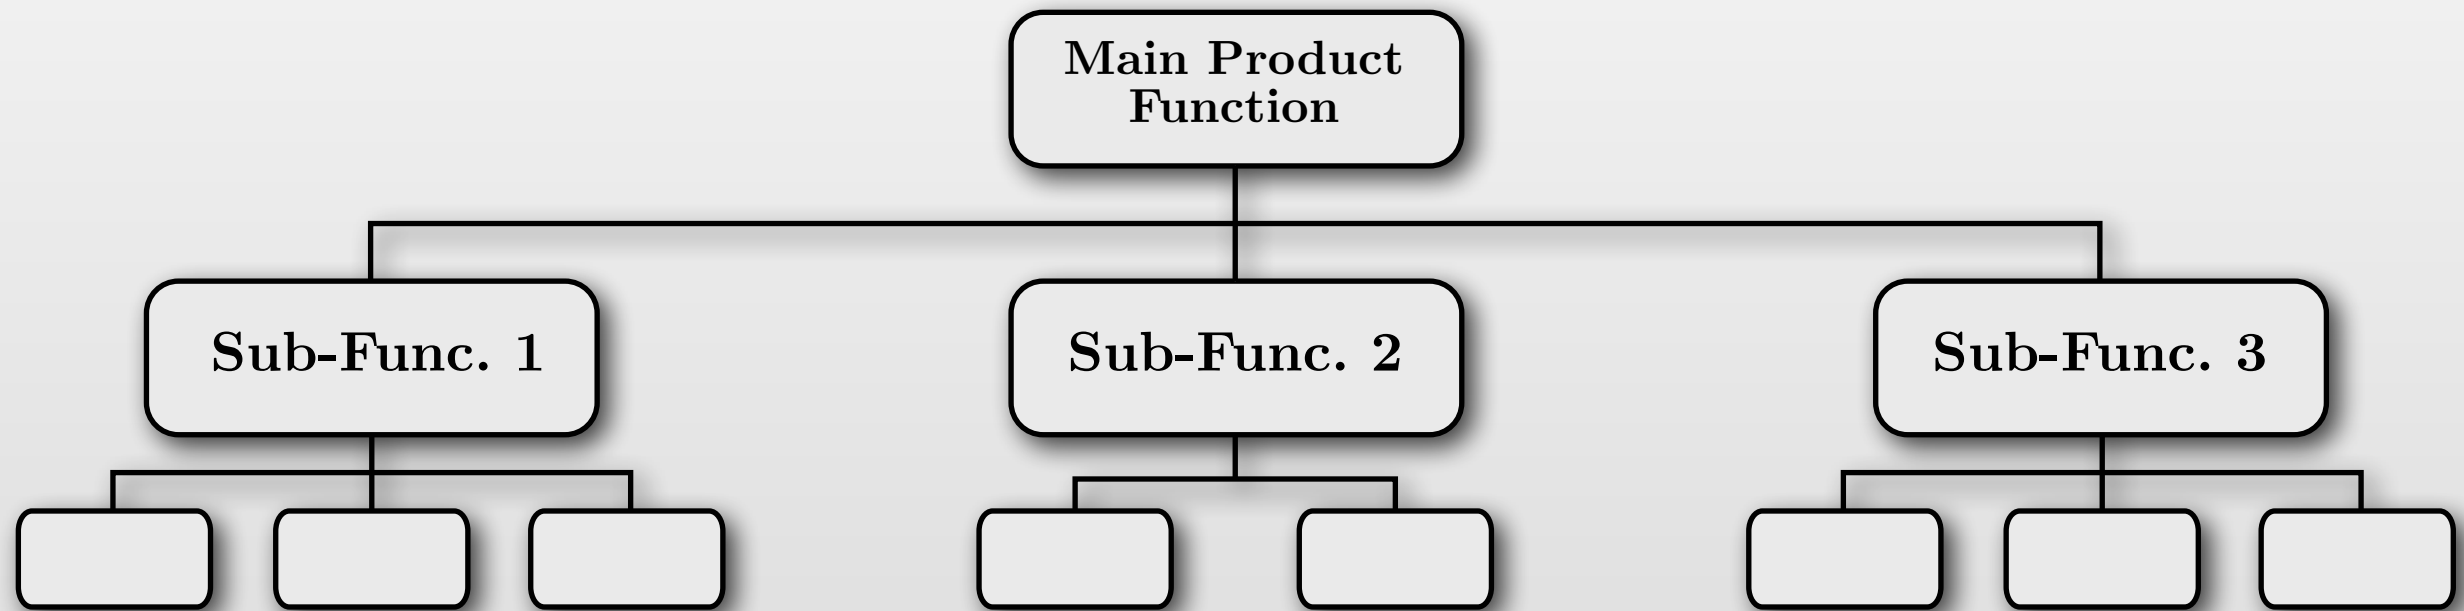 Main Product
Function
Sub-Func. 1
Sub-Func. 2
Sub-Func. 3